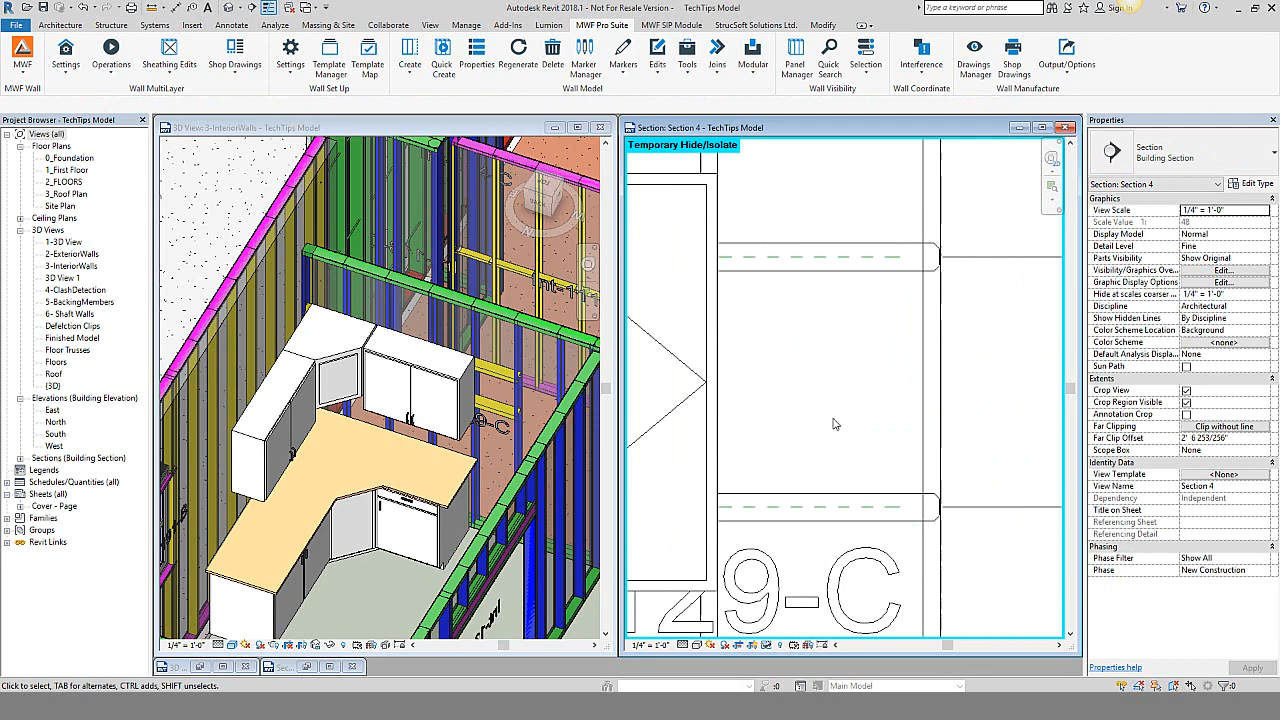 Autodesk Revit 2018.1 - Not For Resale Version - TechTips Model
Type a keyword or phrase
Sign In
File Architecture Structure Systems Insert Annotate Analyze Massing & Site Collaborate View Manage Add-Ins Lumion MWF Pro Suite MWF SIP Module Modify
MWF Settings Operations Sheathing Edits Shop Drawings Settings Template Manager Template Map Create Quick Create Properties Regenerate Delete Marker Manager Markers Edits Tools Joins Modular Panel Manager Quick Search Selection Interference Drawings Manager Shop Drawings Output/Options
MWF Wall Wall MultiLayer Wall Set Up Wall Model Wall Visibility Wall Coordinate Wall Manufacture
Project Browser - TechTips Model
Views (all)
Floor Plans
0_Foundation
1_First Floor
2_FLOORS
3_Roof Plan
Site Plan
Ceiling Plans
3D Views
1-3D View
2-ExteriorWalls
3-InteriorWalls
3D View 1
4-ClashDetection
5-BackingMembers
6- Shaft Walls
Defelction Clips
Finished Model
Floor Trusses
Floors
Roof
{3D}
Elevations (Building Elevation)
East
North
South
West
Sections (Building Section)
Legends
Schedules/Quantities (all)
Sheets (all)
Cover - Page
Families
Groups
Revit Links
3D View: 3-InteriorWalls - TechTips Model
BACK
9-C
1/4" = 1'-0"
3D ...
Sec...
Section: Section 4 - TechTips Model
Temporary Hide/Isolate
9-C
1/4" = 1'-0"
Properties
Section
Building Section
Section: Section 4 Edit Type
Graphics
View Scale 1/4" = 1'-0"
Scale Value 1: 48
Display Model Normal
Detail Level Fine
Parts Visibility Show Original
Visibility/Graphics Ove... Edit...
Graphic Display Options Edit...
Hide at scales coarser ... 1/4" = 1'-0"
Discipline Architectural
Show Hidden Lines By Discipline
Color Scheme Location Background
Color Scheme <none>
Default Analysis Displa... None
Sun Path
Extents
Crop View
Crop Region Visible
Annotation Crop
Far Clipping Clip without line
Far Clip Offset 2' 6 253/256"
Scope Box None
Identity Data
View Template <None>
View Name Section 4
Dependency Independent
Title on Sheet
Referencing Sheet
Referencing Detail
Phasing
Phase Filter Show All
Phase New Construction
Properties help
Apply
Click to select, TAB for alternates, CTRL adds, SHIFT unselects.
:0
Main Model
:0